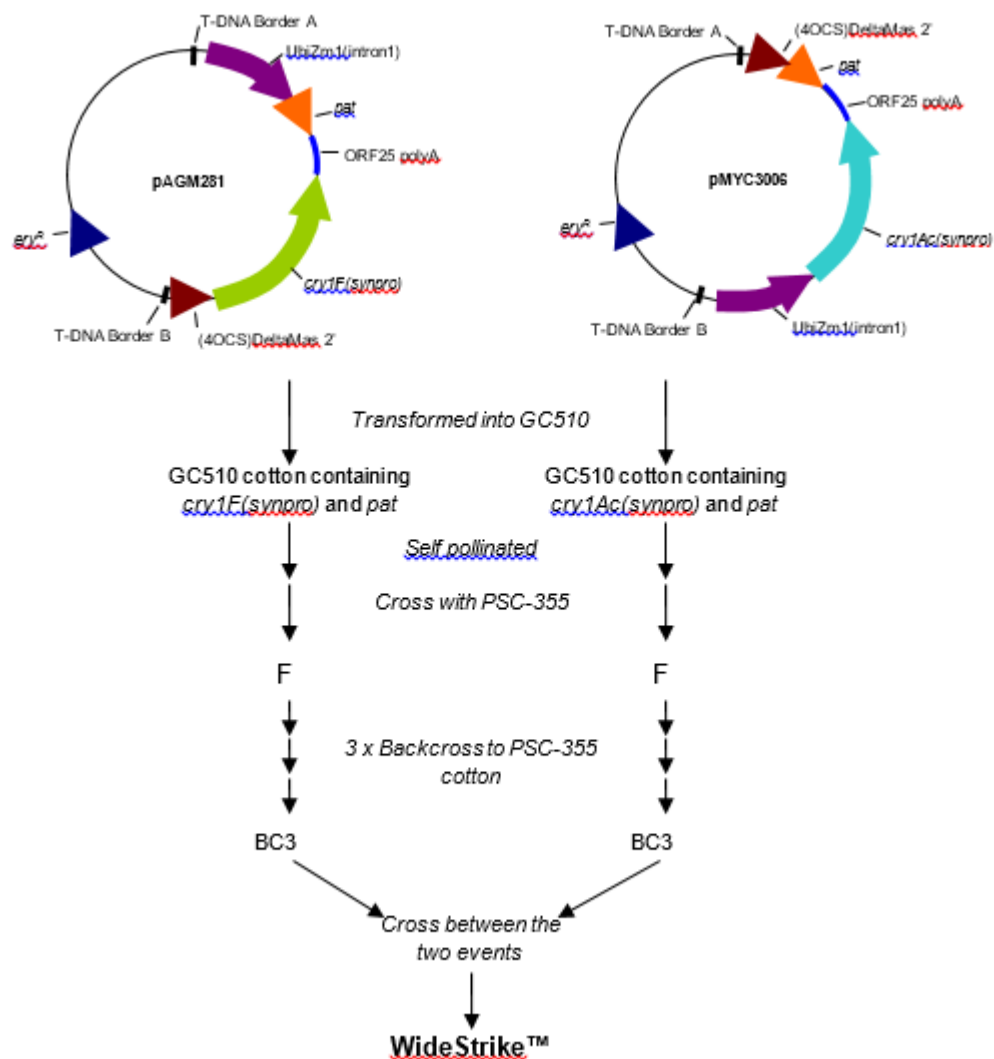 T-DNA Border A
UbiZm1(intron1)
pat
ORF25 polyA
pAGM281
eryR
cry1F(synpro)
T-DNA Border B
(4OCS)DeltaMas 2'
T-DNA Border A
(4OCS)DeltaMas 2'
pat
ORF25 polyA
pMYC3006
eryR
cry1Ac(synpro)
T-DNA Border B
UbiZm1(intron1)
Transformed into GC510
GC510 cotton containing
cry1F(synpro) and pat
GC510 cotton containing
cry1Ac(synpro) and pat
Self pollinated
Cross with PSC-355
F
F
3 x Backcross to PSC-355
cotton
BC3
BC3
Cross between the
two events
WideStrike™